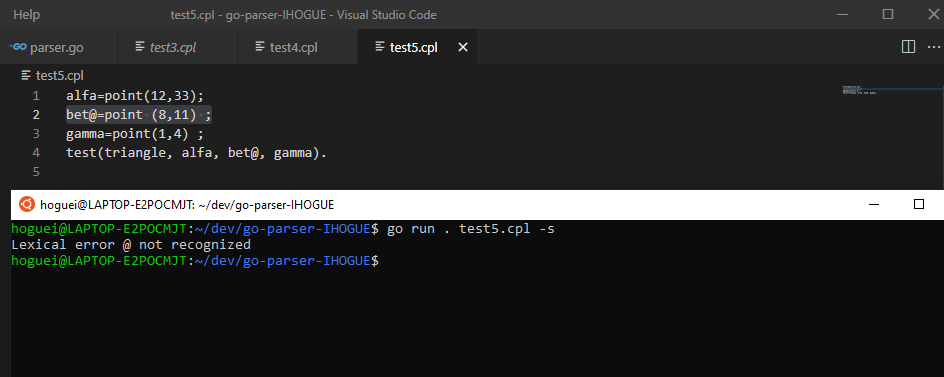 Help
test5.cpl - go-parser-IHOGUE - Visual Studio Code
GO parser.go
test3.cpl
test4.cpl
test5.cpl
test5.cpl
1 alfa=point(12,33);
2 bet@=point (8,11) ;
3 gamma=point(1,4) ;
4 test(triangle, alfa, bet@, gamma).
5
hoguei@LAPTOP-E2POCMJT: ~/dev/go-parser-IHOGUE
hoguei@LAPTOP-E2POCMJT:~/dev/go-parser-IHOGUE$ go run . test5.cpl -s
Lexical error @ not recognized
hoguei@LAPTOP-E2POCMJT:~/dev/go-parser-IHOGUE$